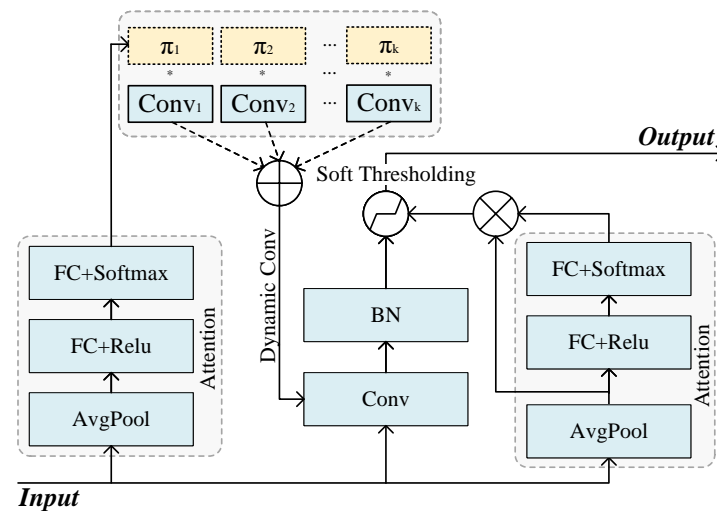 π1 π2 ... πk
* * ... *
Conv1 Conv2 ... Convk
Output
Soft Thresholding
FC+Softmax
FC+Relu
AvgPool
Attention
Dynamic Conv
BN
Conv
FC+Softmax
FC+Relu
AvgPool
Attention
Input